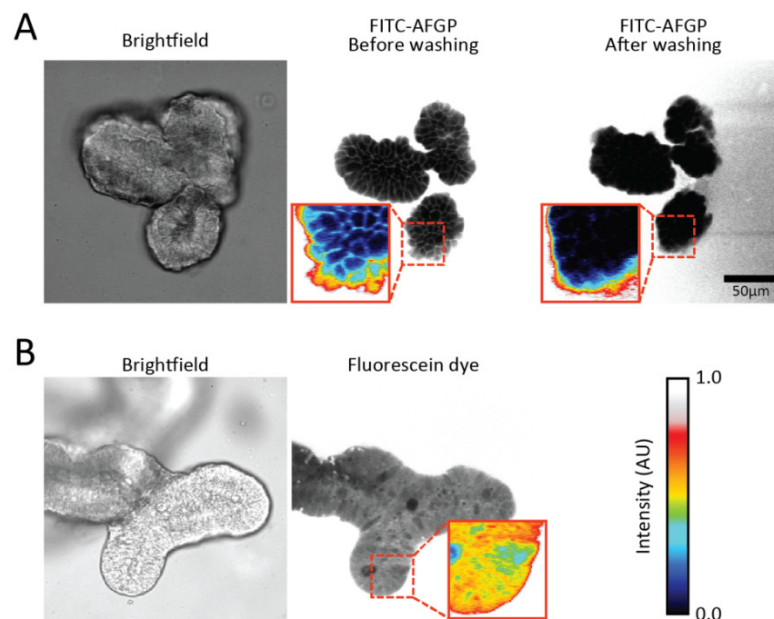 A
Brightfield
FITC-AFGP
Before washing
FITC-AFGP
After washing
50µm
B
Brightfield
Fluorescein dye
1.0
Intensity (AU)
0.0